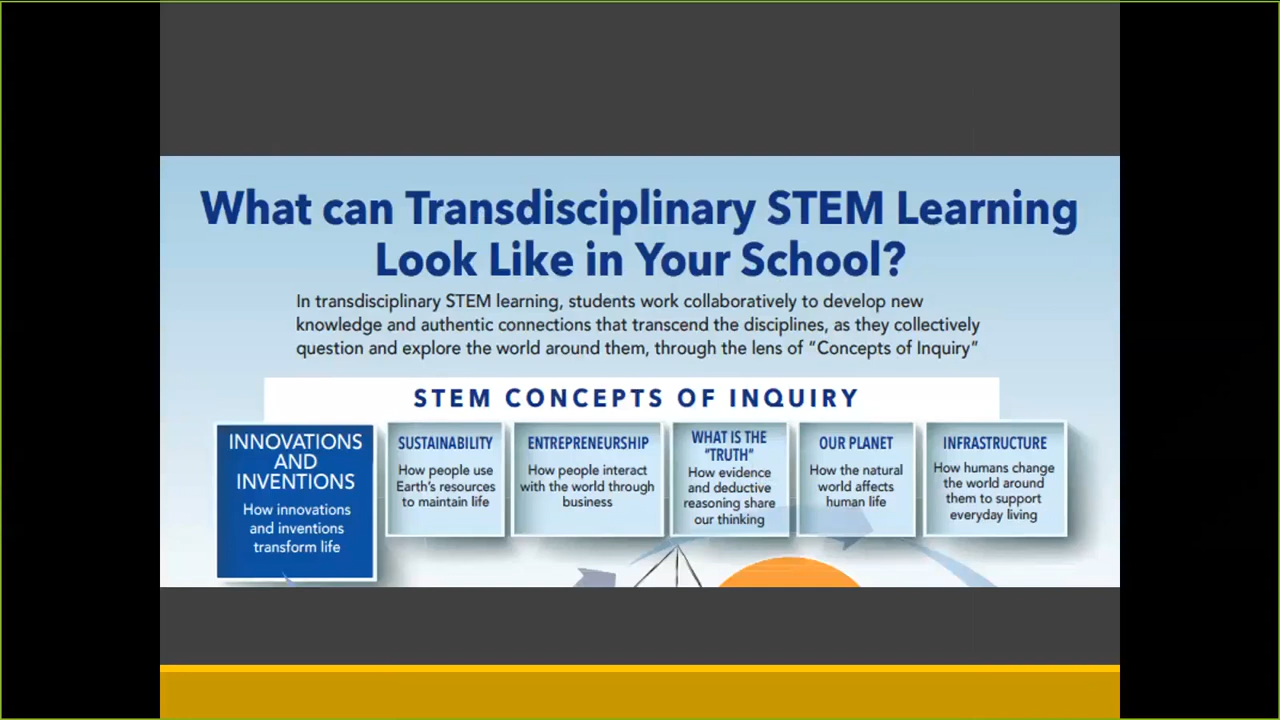 What can Transdisciplinary STEM Learning
Look Like in Your School?
In transdisciplinary STEM learning, students work collaboratively to develop new
knowledge and authentic connections that transcend the disciplines, as they collectively
question and explore the world around them, through the lens of “Concepts of Inquiry”
STEM CONCEPTS OF INQUIRY
INNOVATIONS
AND
INVENTIONS
How innovations
and inventions
transform life
SUSTAINABILITY
How people use
Earth's resources
to maintain life
ENTREPRENEURSHIP
How people interact
with the world through
business
WHAT IS THE
“TRUTH”
How evidence
and deductive
reasoning share
our thinking
OUR PLANET
How the natural
world affects
human life
INFRASTRUCTURE
How humans change
the world around
them to support
everyday living